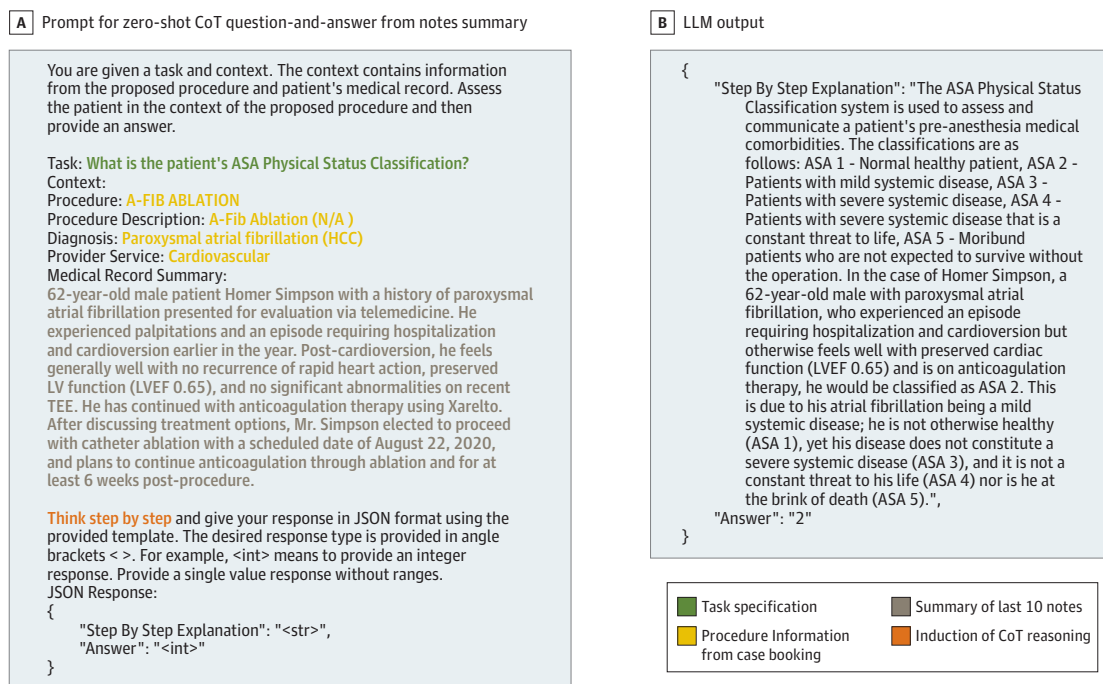 A Prompt for zero-shot CoT question-and-answer from notes summary
You are given a task and context. The context contains information
from the proposed procedure and patient's medical record. Assess
the patient in the context of the proposed procedure and then
provide an answer.
Task: What is the patient's ASA Physical Status Classification?
Context:
Procedure: A-FIB ABLATION
Procedure Description: A-Fib Ablation (N/A )
Diagnosis: Paroxysmal atrial fibrillation (HCC)
Provider Service: Cardiovascular
Medical Record Summary:
62-year-old male patient Homer Simpson with a history of paroxysmal
atrial fibrillation presented for evaluation via telemedicine. He
experienced palpitations and an episode requiring hospitalization
and cardioversion earlier in the year. Post-cardioversion, he feels
generally well with no recurrence of rapid heart action, preserved
LV function (LVEF 0.65), and no significant abnormalities on recent
TEE. He has continued with anticoagulation therapy using Xarelto.
After discussing treatment options, Mr. Simpson elected to proceed
with catheter ablation with a scheduled date of August 22, 2020,
and plans to continue anticoagulation through ablation and for at
least 6 weeks post-procedure.
Think step by step and give your response in JSON format using the
provided template. The desired response type is provided in angle
brackets < >. For example, <int> means to provide an integer
response. Provide a single value response without ranges.
JSON Response:
{
"Step By Step Explanation": "<str>",
"Answer": "<int>"
}
B LLM output
{
"Step By Step Explanation": "The ASA Physical Status
Classification system is used to assess and
communicate a patient's pre-anesthesia medical
comorbidities. The classifications are as
follows: ASA 1 - Normal healthy patient, ASA 2 -
Patients with mild systemic disease, ASA 3 -
Patients with severe systemic disease, ASA 4 -
Patients with severe systemic disease that is a
constant threat to life, ASA 5 - Moribund
patients who are not expected to survive without
the operation. In the case of Homer Simpson, a
62-year-old male with paroxysmal atrial
fibrillation, who experienced an episode
requiring hospitalization and cardioversion but
otherwise feels well with preserved cardiac
function (LVEF 0.65) and is on anticoagulation
therapy, he would be classified as ASA 2. This
is due to his atrial fibrillation being a mild
systemic disease; he is not otherwise healthy
(ASA 1), yet his disease does not constitute a
severe systemic disease (ASA 3), and it is not a
constant threat to his life (ASA 4) nor is he at
the brink of death (ASA 5).",
"Answer": "2"
}
Task specification
Procedure Information
from case booking
Summary of last 10 notes
Induction of CoT reasoning